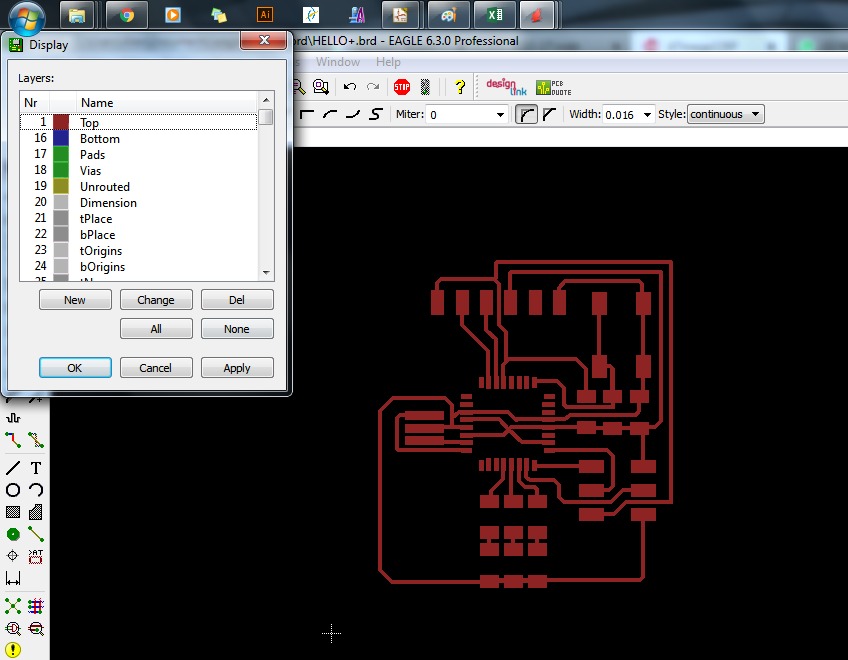 Ai
Display
ord\HELLO+.brd - EAGLE 6.3.0 Professional
s Window Help
Layers:
STOP
?
design link
PCB QUOTE
Nr Name
Miter: 0
Width: 0.016
Style: continuous
1 Top
16 Bottom
17 Pads
18 Vias
19 Unrouted
20 Dimension
21 tPlace
22 bPlace
23 tOrigins
24 bOrigins
New Change Del
All None
OK Cancel Apply
T
>AT